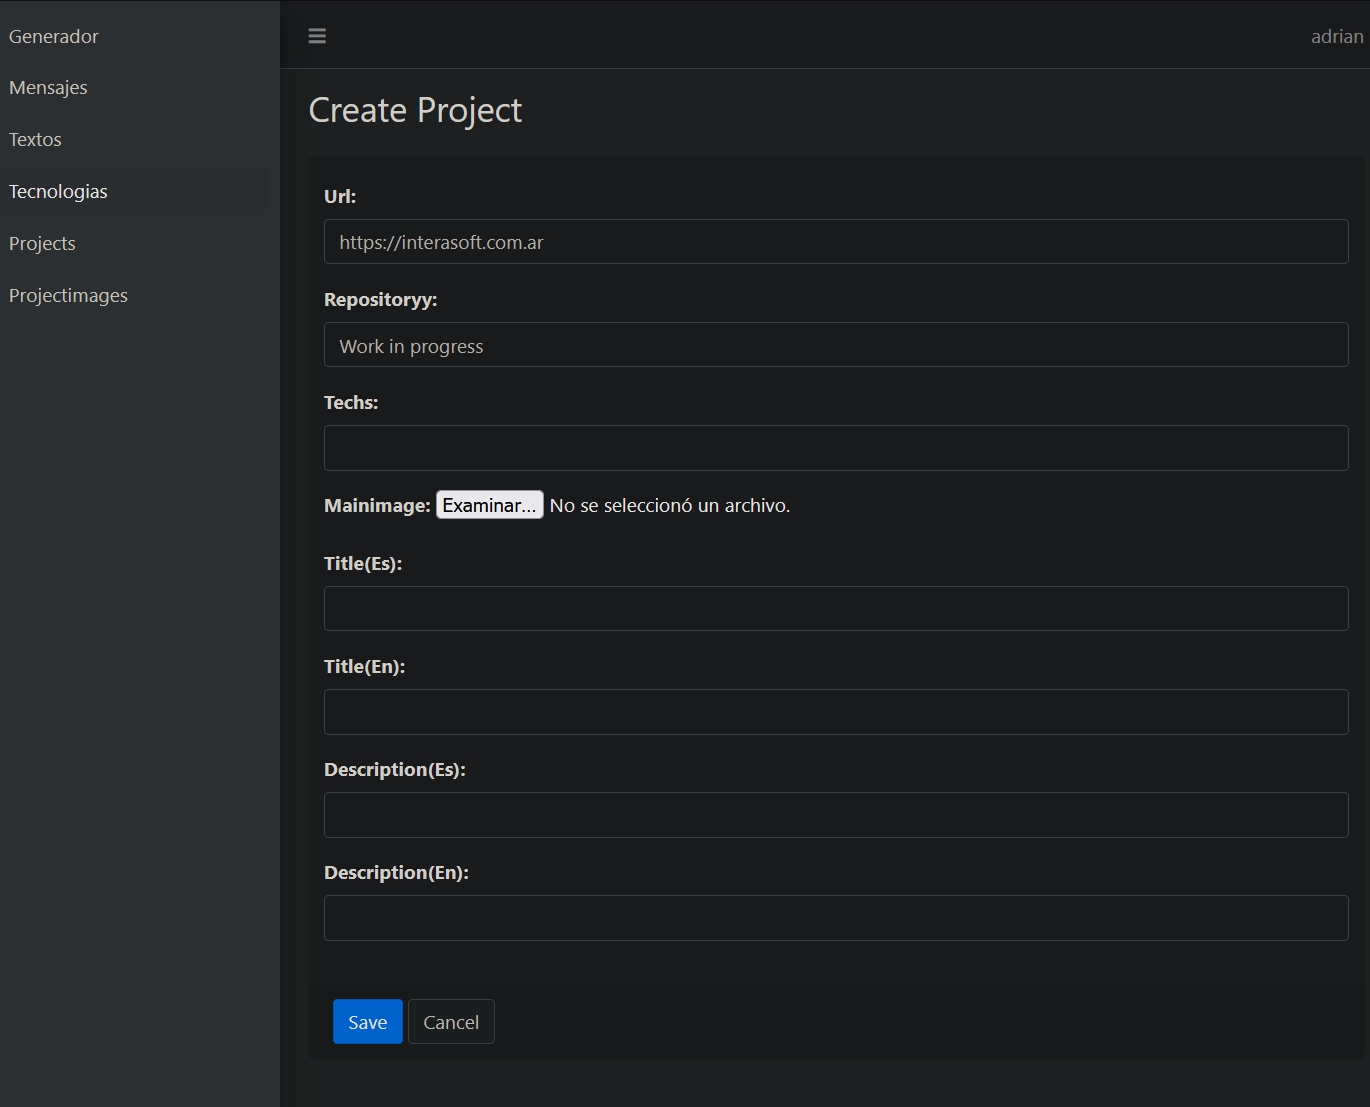 Generador
Mensajes
Textos
Tecnologias
Projects
Projectimages
adrian
Create Project
Url:
https://interasoft.com.ar
Repositoryy:
Work in progress
Techs:
Mainimage: Examinar... No se seleccionó un archivo.
Title(Es):
Title(En):
Description(Es):
Description(En):
Save Cancel